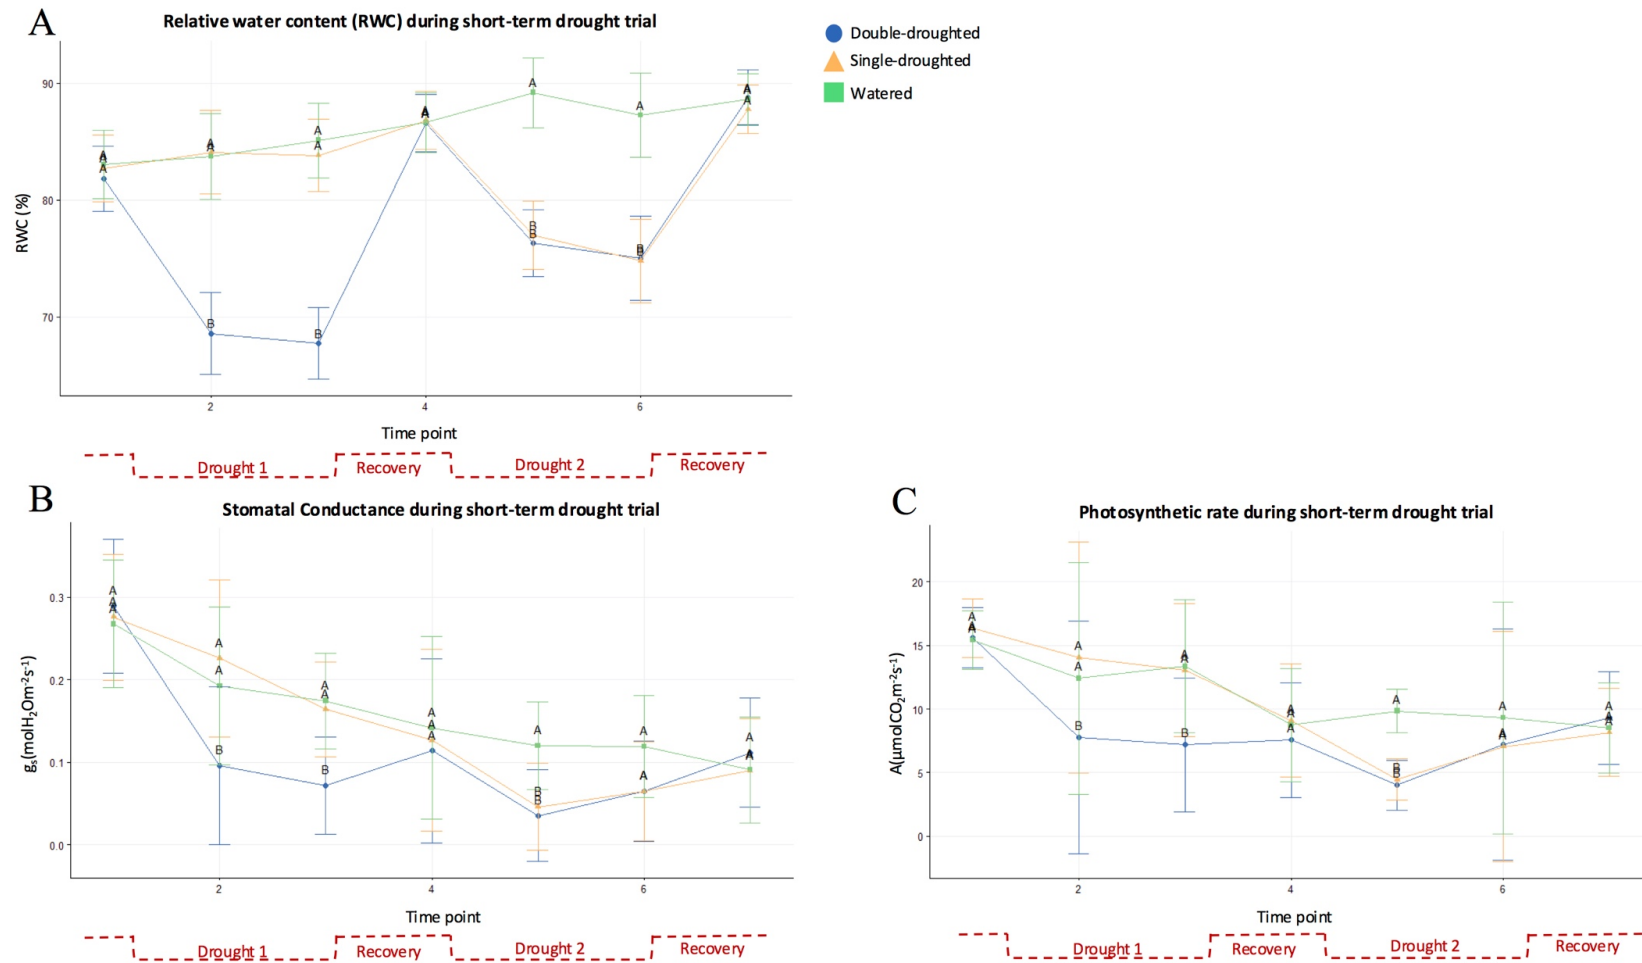 A
Relative water content (RWC) during short-term drought trial
Double-droughted
Single-droughted
Watered
RWC (%)
90
80
70
A
A
A
A
A
B
A
A
B
A
A
A
A
B
B
A
B
B
A
A
A
2
4
6
Time point
Drought 1
Recovery
Drought 2
Recovery
B
Stomatal Conductance during short-term drought trial
gs(molH2Om-2s-1)
0.3
0.2
0.1
0.0
A
A
A
A
A
B
A
A
B
A
A
A
A
B
B
A
A
A
A
2
4
6
Time point
Drought 1
Recovery
Drought 2
Recovery
C
Photosynthetic rate during short-term drought trial
A(μmolCO2m-2s-1)
20
15
10
5
0
A
A
A
A
A
B
A
A
B
A
A
A
A
B
B
A
A
A
A
A
A
2
4
6
Time point
Drought 1
Recovery
Drought 2
Recovery